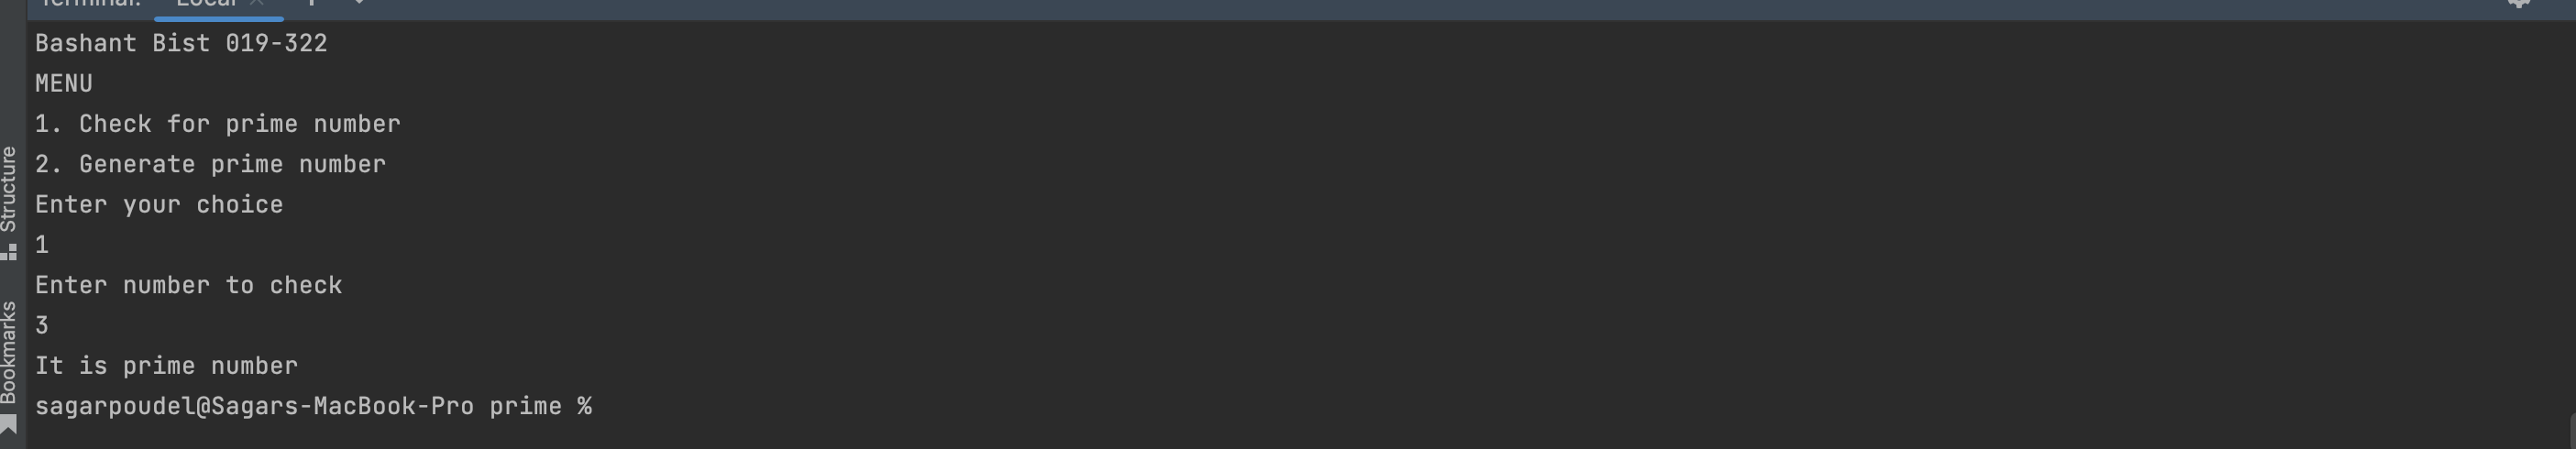 Terminal: Local
Bashant Bist 019-322
MENU
1. Check for prime number
2. Generate prime number
Enter your choice
1
Enter number to check
3
It is prime number
sagarpoudel@Sagars-MacBook-Pro prime %
Structure
Bookmarks